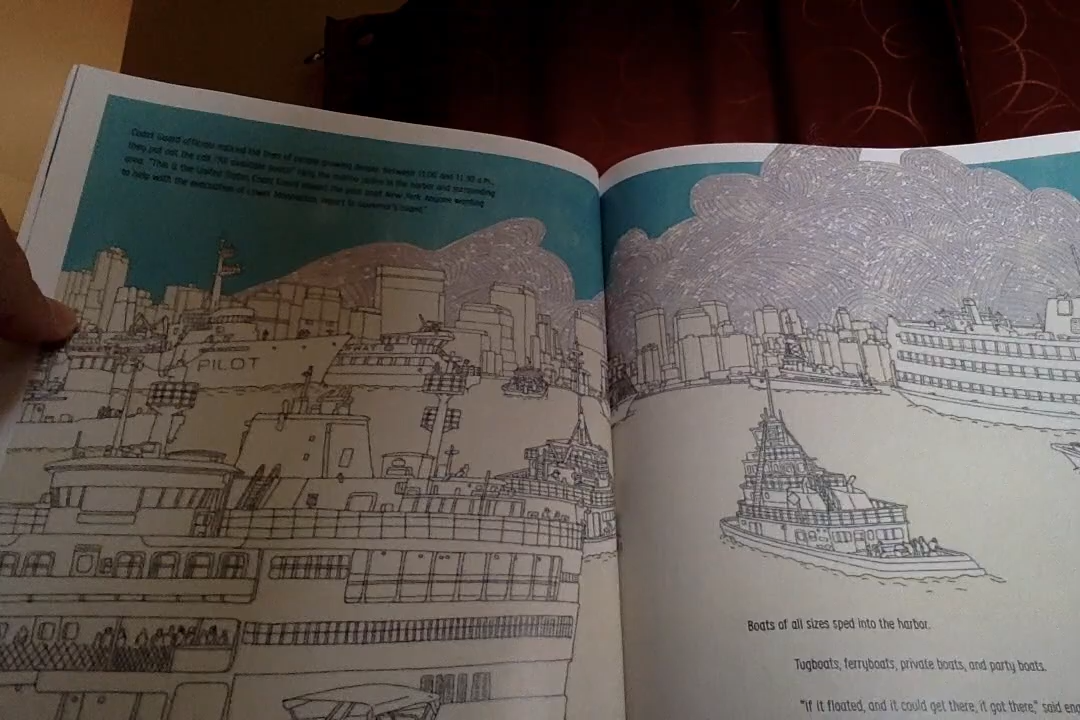 Coast Guard officials realized the lines of people growing deeper. Between 11:00 and 11:30 a.m.,
they put out the call "All available boats" using the marine radios in the harbor and surrounding
area. "This is the United States Coast Guard aboard the pilot boat New York. Anyone wanting
to help with the evacuation of Lower Manhattan, report to Governor's Island."
PILOT
Boats of all sizes sped into the harbor.
Tugboats, ferryboats, private boats, and party boats.
"If it floated, and it could get there, it got there," said